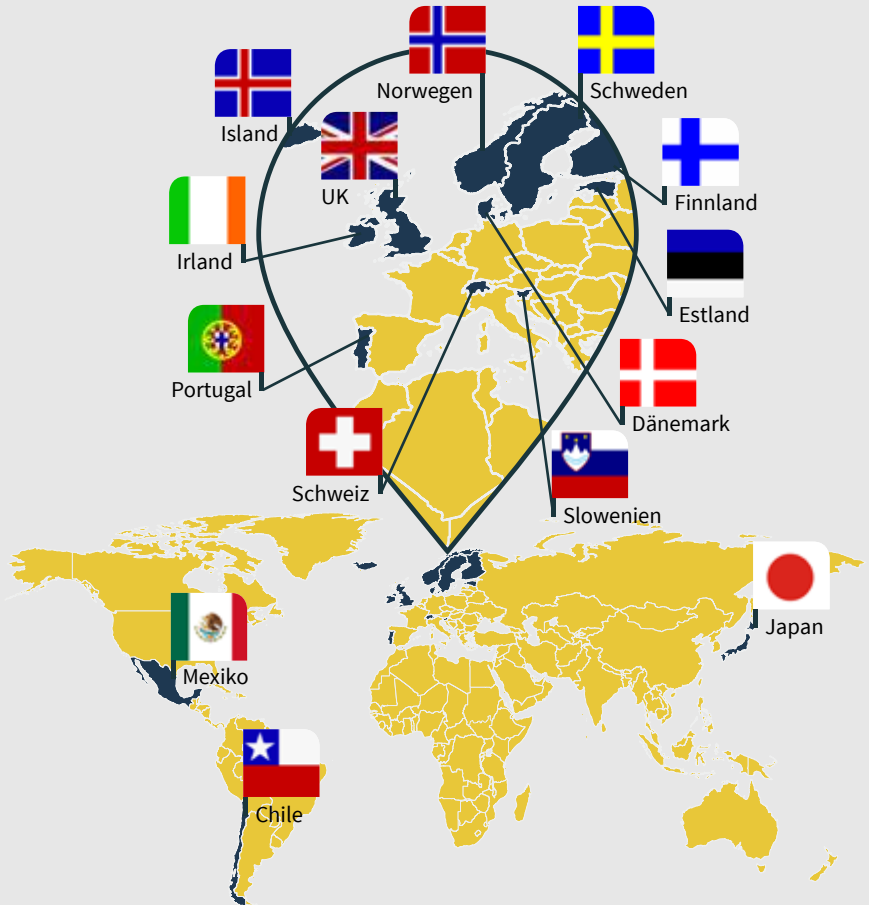 Norwegen
Schweden
Island
UK
Finnland
Irland
Estland
Portugal
Dänemark
Schweiz
Slowenien
Japan
Mexiko
Chile